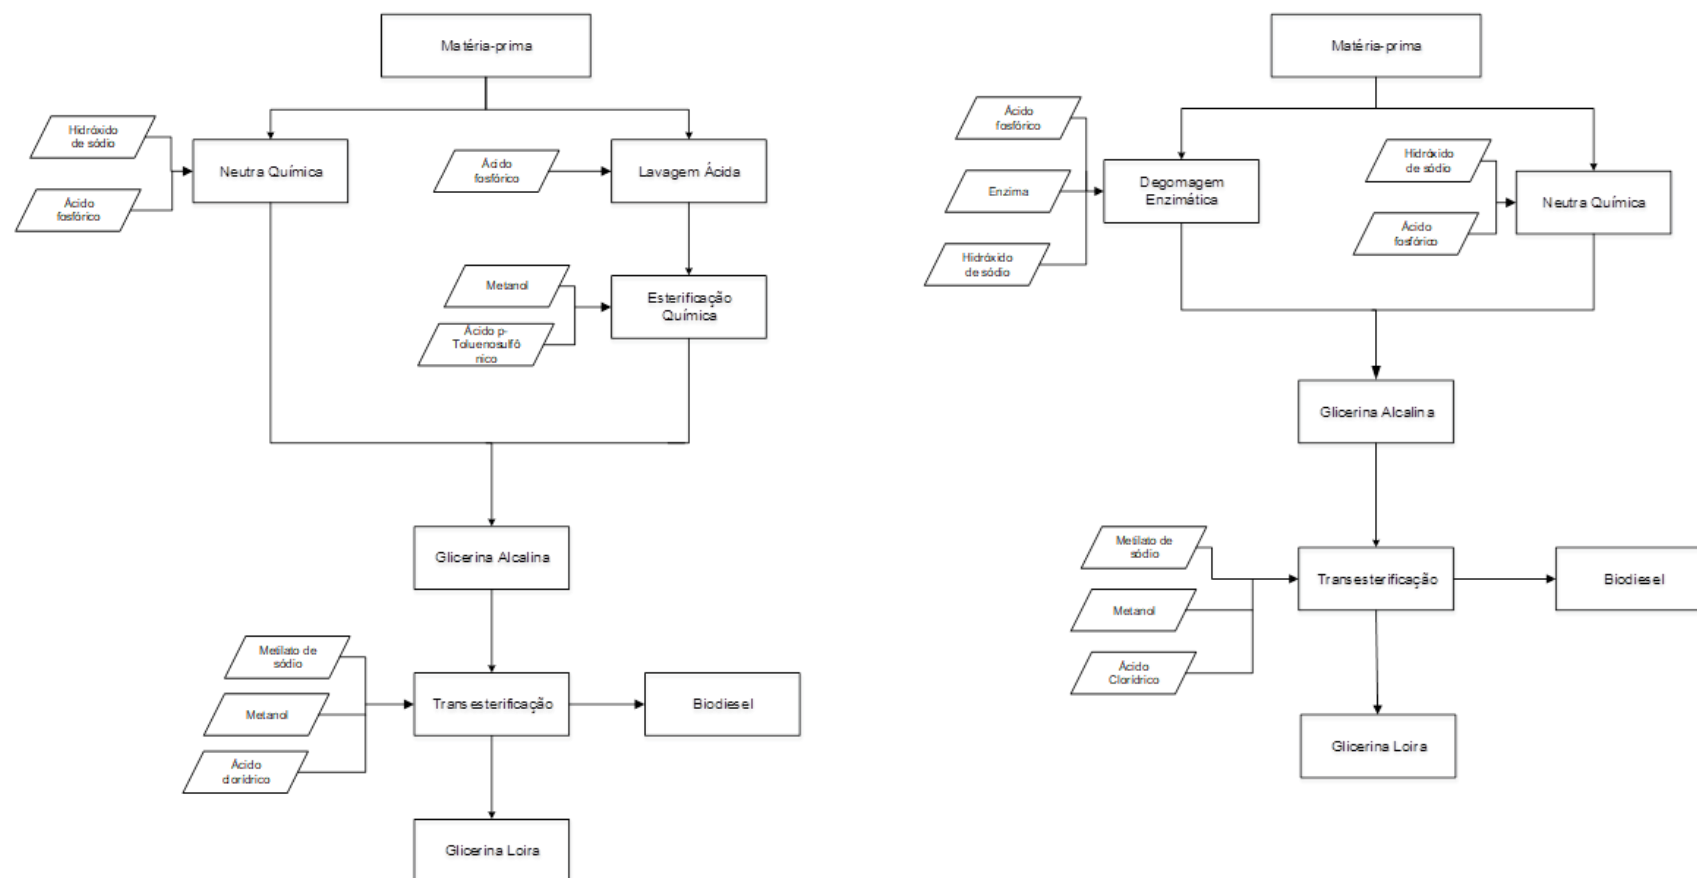 Matéria-prima
Hidróxido
de sódio
Neutra Química
Ácido
fosfórico
Ácido
fosfórico
Lavagem Ácida
Metanol
Ácido p-
Toluenosulfô
nico
Esterificação
Química
Glicerina Alcalina
Metilato de
sódio
Metanol
Ácido
clorídrico
Transesterificação
Biodiesel
Glicerina Loira
Matéria-prima
Ácido
fosfórico
Enzima
Hidróxido
de sódio
Degomagem
Enzimática
Hidróxido
de sódio
Ácido
fosfórico
Neutra Química
Glicerina Alcalina
Metilato de
sódio
Metanol
Ácido
Clorídrico
Transesterificação
Biodiesel
Glicerina Loira